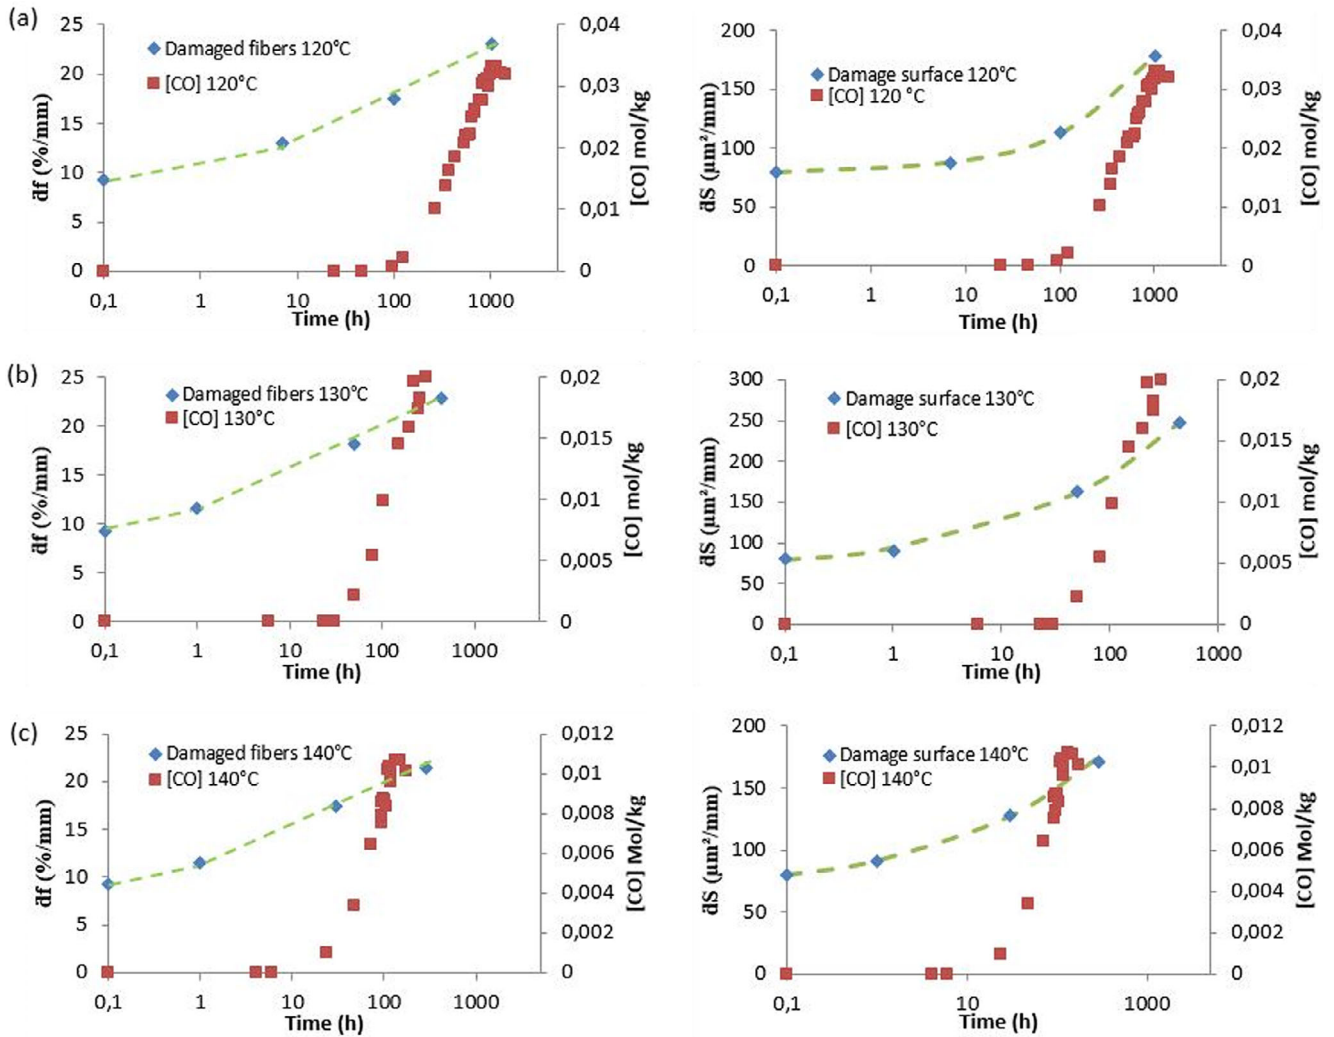 (a)
25
20
15
10
5
0
d̄f (%/mm)
Damaged fibers 120°C
[CO] 120°C
0,04
0,03
0,02
0,01
0
[CO] mol/kg
0,1 1 10 100 1000
Time (h)
200
150
100
50
0
d̄S (µm²/mm)
Damage surface 120°C
[CO] 120 °C
0,04
0,03
0,02
0,01
0
[CO] mol/kg
0,1 1 10 100 1000
Time (h)
(b)
25
20
15
10
5
0
d̄f (%/mm)
Damaged fibers 130°C
[CO] 130°C
0,02
0,015
0,01
0,005
0
[CO] mol/kg
0,1 1 10 100 1000
Time (h)
300
250
200
150
100
50
0
d̄S (µm²/mm)
Damage surface 130°C
[CO] 130°C
0,02
0,015
0,01
0,005
0
[CO] mol/kg
0,1 1 10 100 1000
Time (h)
(c)
25
20
15
10
5
0
d̄f (%/mm)
Damaged fibers 140°C
[CO] 140°C
0,012
0,01
0,008
0,006
0,004
0,002
0
[CO] Mol/kg
0,1 1 10 100 1000
Time (h)
200
150
100
50
0
d̄S (µm²/mm)
Damage surface 140°C
[CO] 140°C
0,012
0,01
0,008
0,006
0,004
0,002
0
[CO] Mol/kg
0,1 10 1000
Time (h)